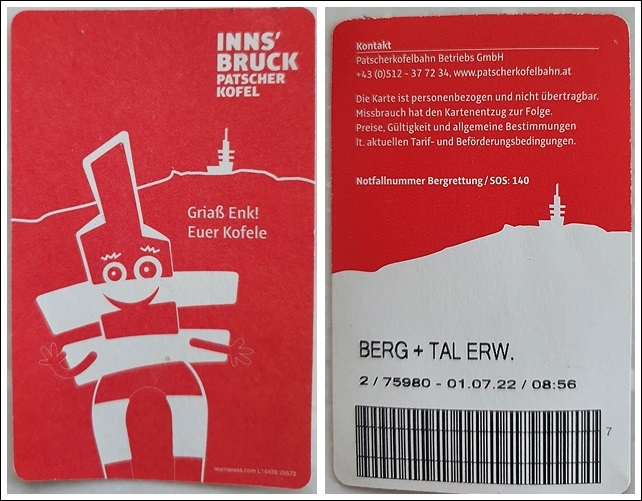 INNS'
BRUCK
PATSCHER
KOFEL
Griaß Enk!
Euer Kofele
Kontakt
Patscherkofelbahn Betriebs GmbH
+43 (0)512 - 37 72 34, www.patscherkofelbahn.at
Die Karte ist personenbezogen und nicht übertragbar.
Missbrauch hat den Kartenentzug zur Folge.
Preise, Gültigkeit und allgemeine Bestimmungen
lt. aktuellen Tarif- und Beförderungsbedingungen.
Notfallnummer Bergrettung / SOS: 140
BERG + TAL ERW.
2 / 75980 - 01.07.22 / 08:56
7